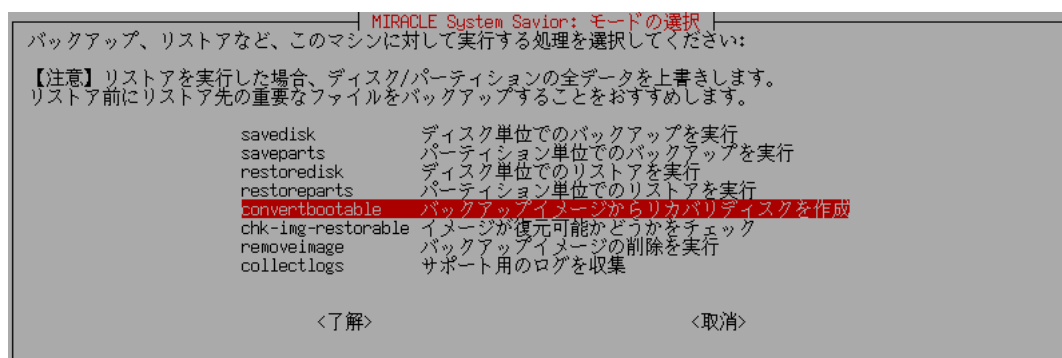 MIRACLE System Savior: モードの選択
バックアップ、リストアなど、このマシンに対して実行する処理を選択してください:
【注意】リストアを実行した場合、ディスク/パーティションの全データを上書きします。
リストア前にリストア先の重要なファイルをバックアップすることをおすすめします。
savedisk ディスク単位でのバックアップを実行
saveparts パーティション単位でのバックアップを実行
restoredisk ディスク単位でのリストアを実行
restoreparts パーティション単位でのリストアを実行
convertbootable バックアップイメージからリカバリディスクを作成
chk-img-restorable イメージが復元可能かどうかをチェック
removeimage バックアップイメージの削除を実行
collectlogs サポート用のログを収集
<了解> <取消>